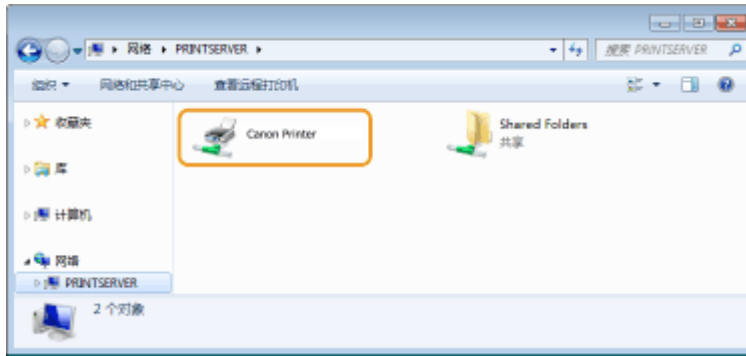 网络 ▸ PRINTSERVER ▸
搜索 PRINTSERVER
组织 网络和共享中心 查看远程打印机
收藏夹
库
计算机
网络
PRINTSERVER
Canon Printer
Shared Folders
共享
2 个对象